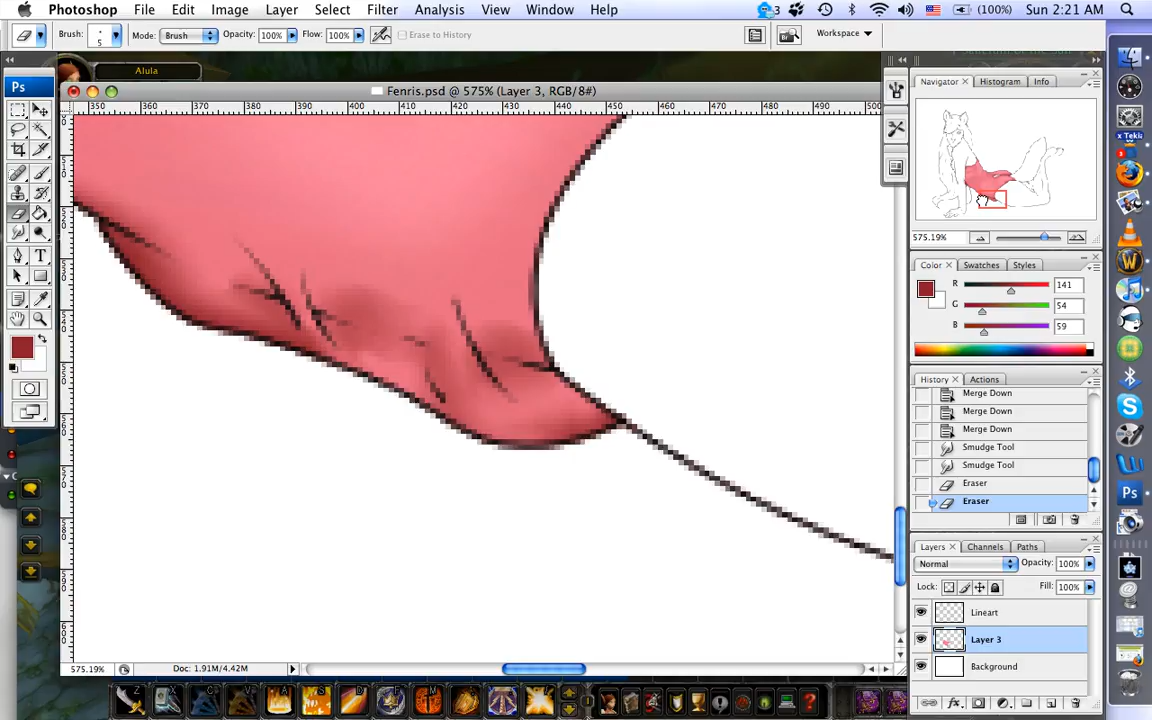 Photoshop File Edit Image Layer Select Filter Analysis View Window Help 3 (100%) Sun 2:21 AM
Brush: 5 Mode: Brush Opacity: 100% Flow: 100% Erase to History Workspace
Alula
Ps
Fenris.psd @ 575% (Layer 3, RGB/8#)
350 360 370 380 390 400 410 420 430 440 450 460 470 480 490 500
Navigator Histogram Info
575.19%
Color Swatches Styles
R 141
G 54
B 59
History Actions
Merge Down
Merge Down
Merge Down
Smudge Tool
Smudge Tool
Eraser
Eraser
Layers Channels Paths
Normal Opacity: 100%
Lock: Fill: 100%
Lineart
Layer 3
Background
575.19% Doc: 1.91M/4.42M